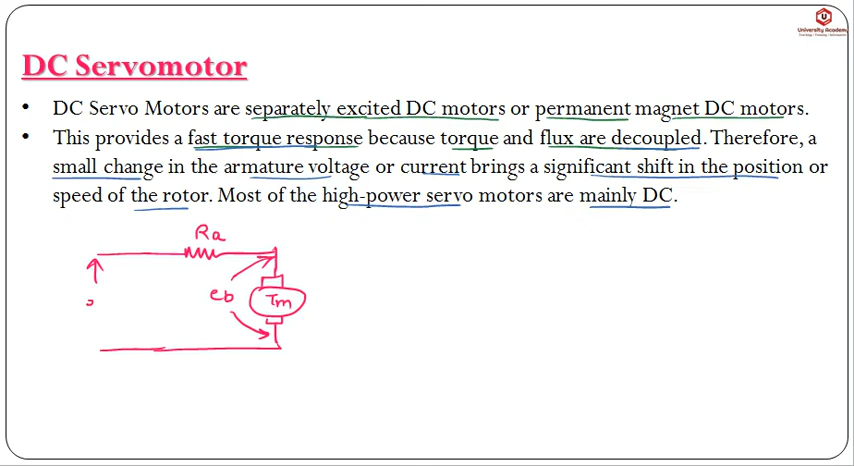 University Academy
DC Servomotor
• DC Servo Motors are separately excited DC motors or permanent magnet DC motors.
• This provides a fast torque response because torque and flux are decoupled. Therefore, a
small change in the armature voltage or current brings a significant shift in the position or
speed of the rotor. Most of the high-power servo motors are mainly DC.
Ra
eb
Tm